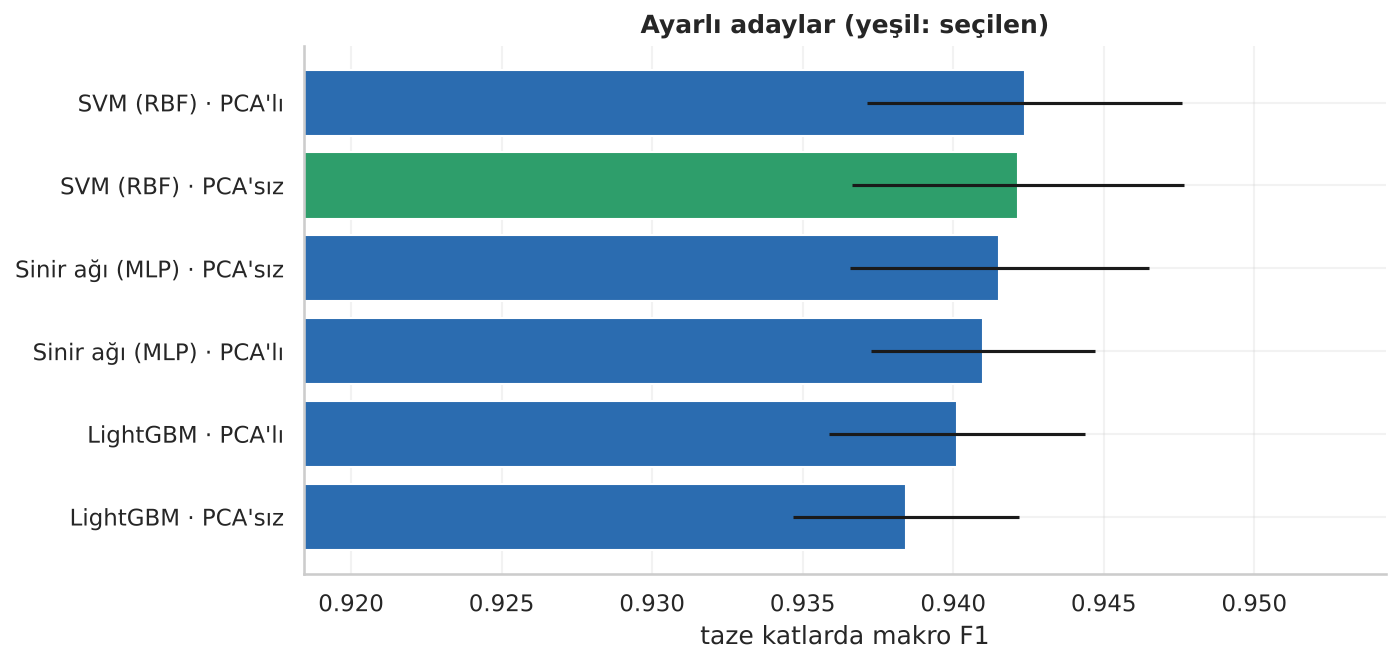 Ayarlı adaylar (yeşil: seçilen)
SVM (RBF) · PCA'lı
SVM (RBF) · PCA'sız
Sinir ağı (MLP) · PCA'sız
Sinir ağı (MLP) · PCA'lı
LightGBM · PCA'lı
LightGBM · PCA'sız
0.920 0.925 0.930 0.935 0.940 0.945 0.950
taze katlarda makro F1